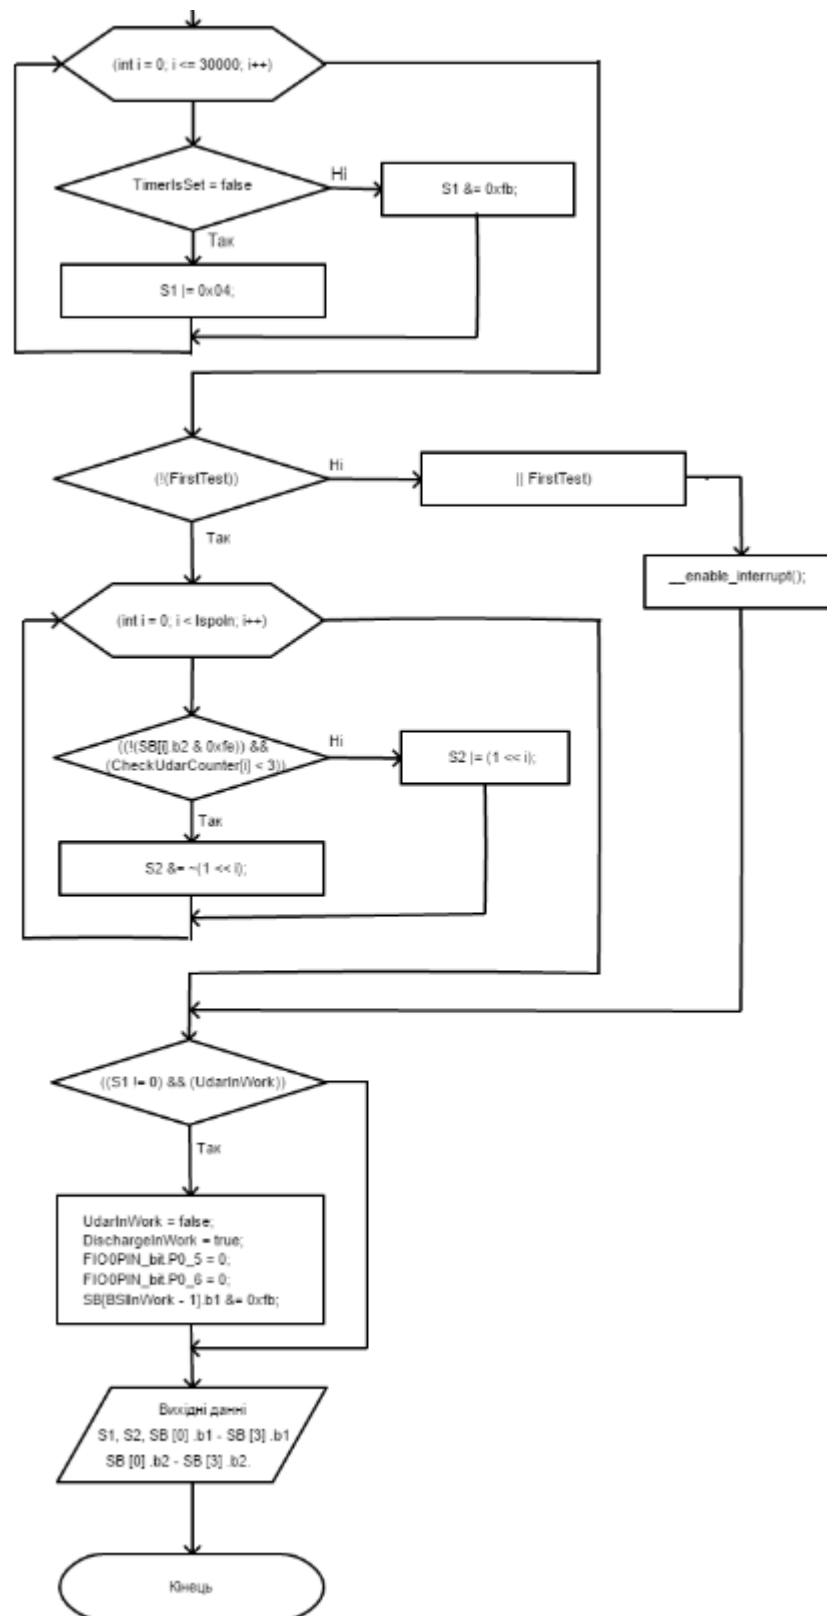 (int i = 0; i <= 30000; i++)
TimerIsSet = false
Ні
S1 &= 0xfb;
Так
S1 |= 0x04;
(!(FirstTest))
Ні
|| FirstTest)
Так
__enable_interrupt();
(int i = 0; i < Ispoln; i++)
((!(SB[i].b2 & 0xfe)) &&
(CheckUdarCounter[i] < 3))
Ні
S2 |= (1 << i);
Так
S2 &= ~(1 << i);
((S1 != 0) && (UdarInWork))
Так
UdarInWork = false;
DischargeInWork = true;
FIO0PIN_bit.P0_5 = 0;
FIO0PIN_bit.P0_6 = 0;
SB[BSIInWork - 1].b1 &= 0xfb;
Вихідні данні
S1, S2, SB [0] .b1 - SB [3] .b1
SB [0] .b2 - SB [3] .b2.
Кінець